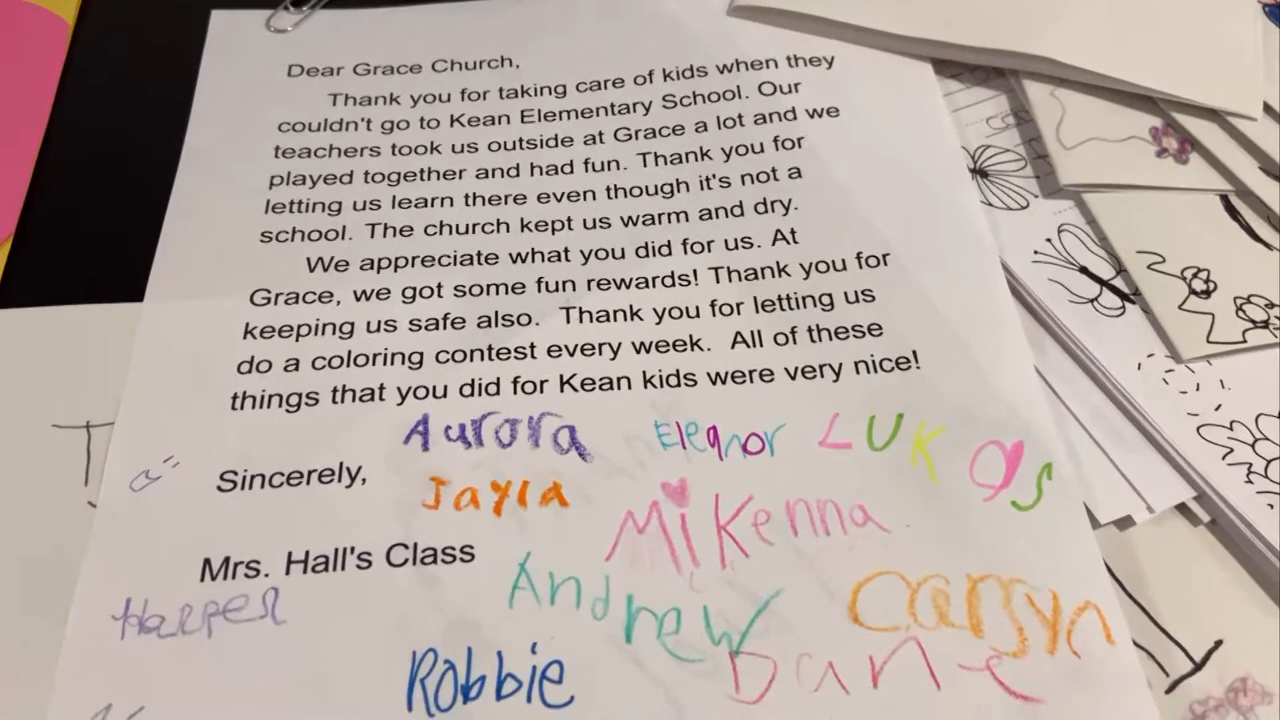 Dear Grace Church,
Thank you for taking care of kids when they
couldn't go to Kean Elementary School. Our
teachers took us outside at Grace a lot and we
played together and had fun. Thank you for
letting us learn there even though it's not a
school. The church kept us warm and dry.
We appreciate what you did for us. At
Grace, we got some fun rewards! Thank you for
keeping us safe also. Thank you for letting us
do a coloring contest every week. All of these
things that you did for Kean kids were very nice!
Aurora Eleanor LUKas
Sincerely, Jayla
MiKenna
Mrs. Hall's Class
Andrew Carsyn
Harper
Robbie Dane